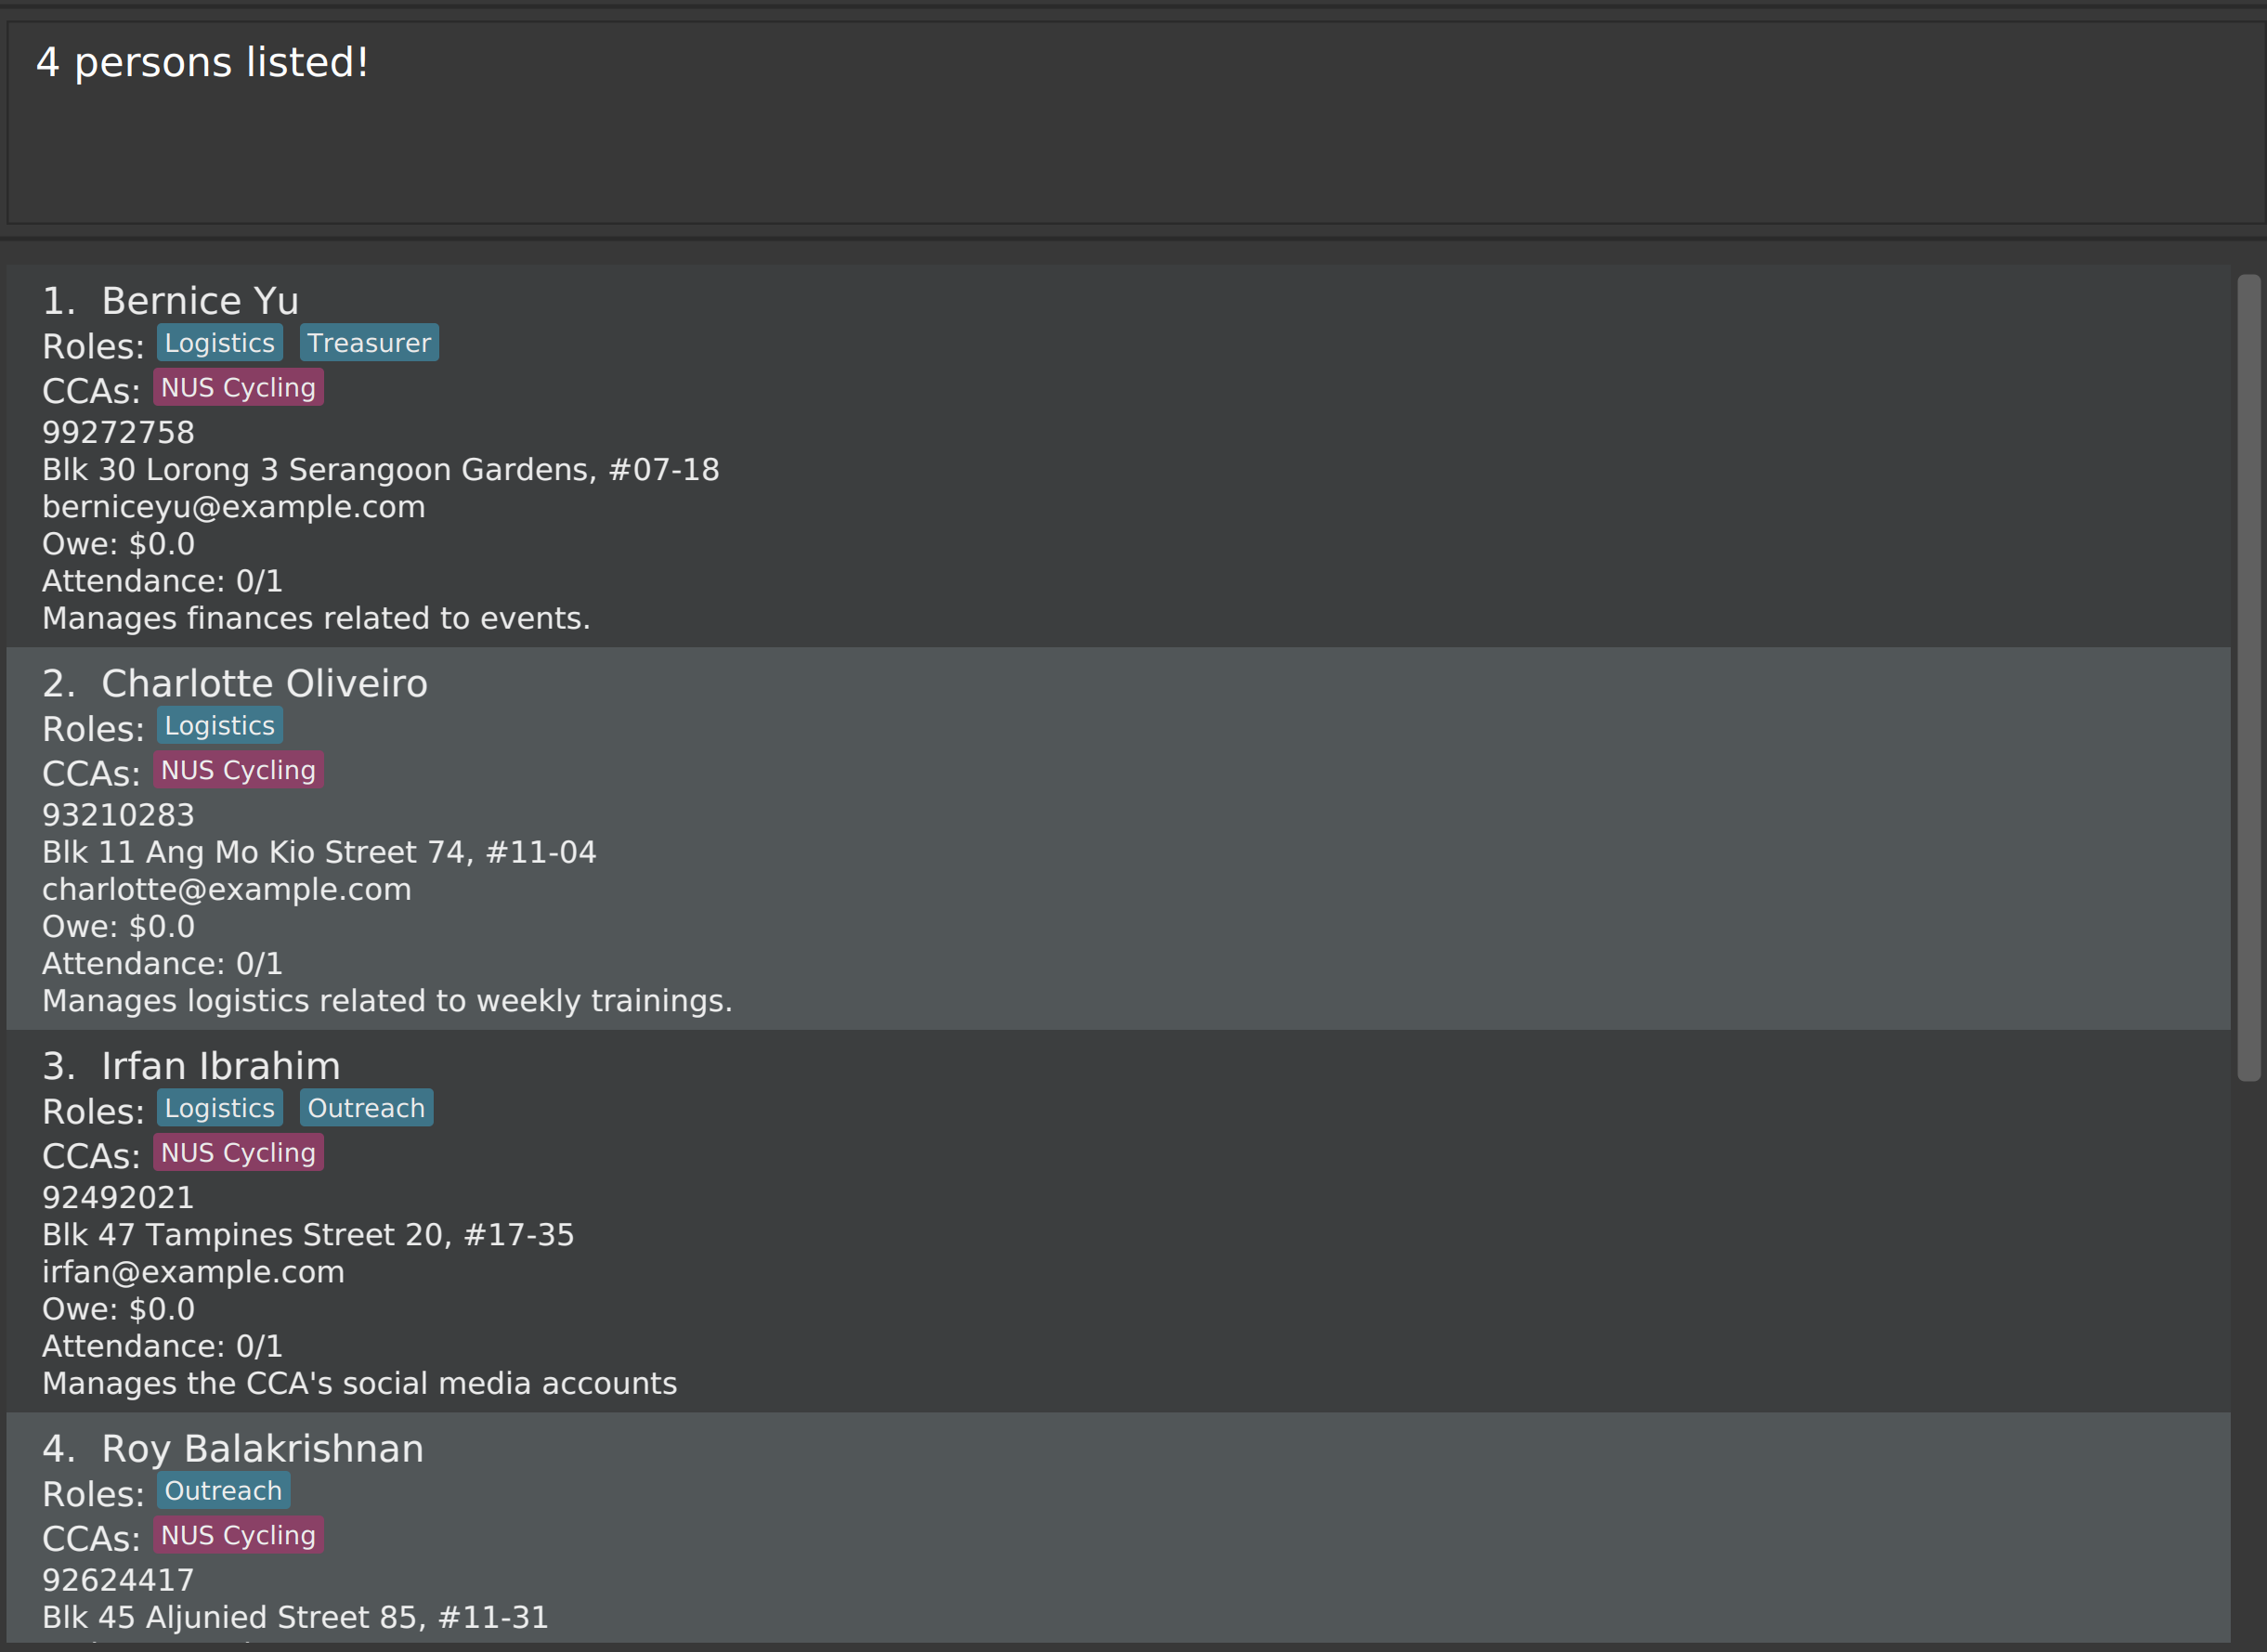 4 persons listed!
1. Bernice Yu
Roles: Logistics Treasurer
CCAs: NUS Cycling
99272758
Blk 30 Lorong 3 Serangoon Gardens, #07-18
berniceyu@example.com
Owe: $0.0
Attendance: 0/1
Manages finances related to events.
2. Charlotte Oliveiro
Roles: Logistics
CCAs: NUS Cycling
93210283
Blk 11 Ang Mo Kio Street 74, #11-04
charlotte@example.com
Owe: $0.0
Attendance: 0/1
Manages logistics related to weekly trainings.
3. Irfan Ibrahim
Roles: Logistics Outreach
CCAs: NUS Cycling
92492021
Blk 47 Tampines Street 20, #17-35
irfan@example.com
Owe: $0.0
Attendance: 0/1
Manages the CCA's social media accounts
4. Roy Balakrishnan
Roles: Outreach
CCAs: NUS Cycling
92624417
Blk 45 Aljunied Street 85, #11-31